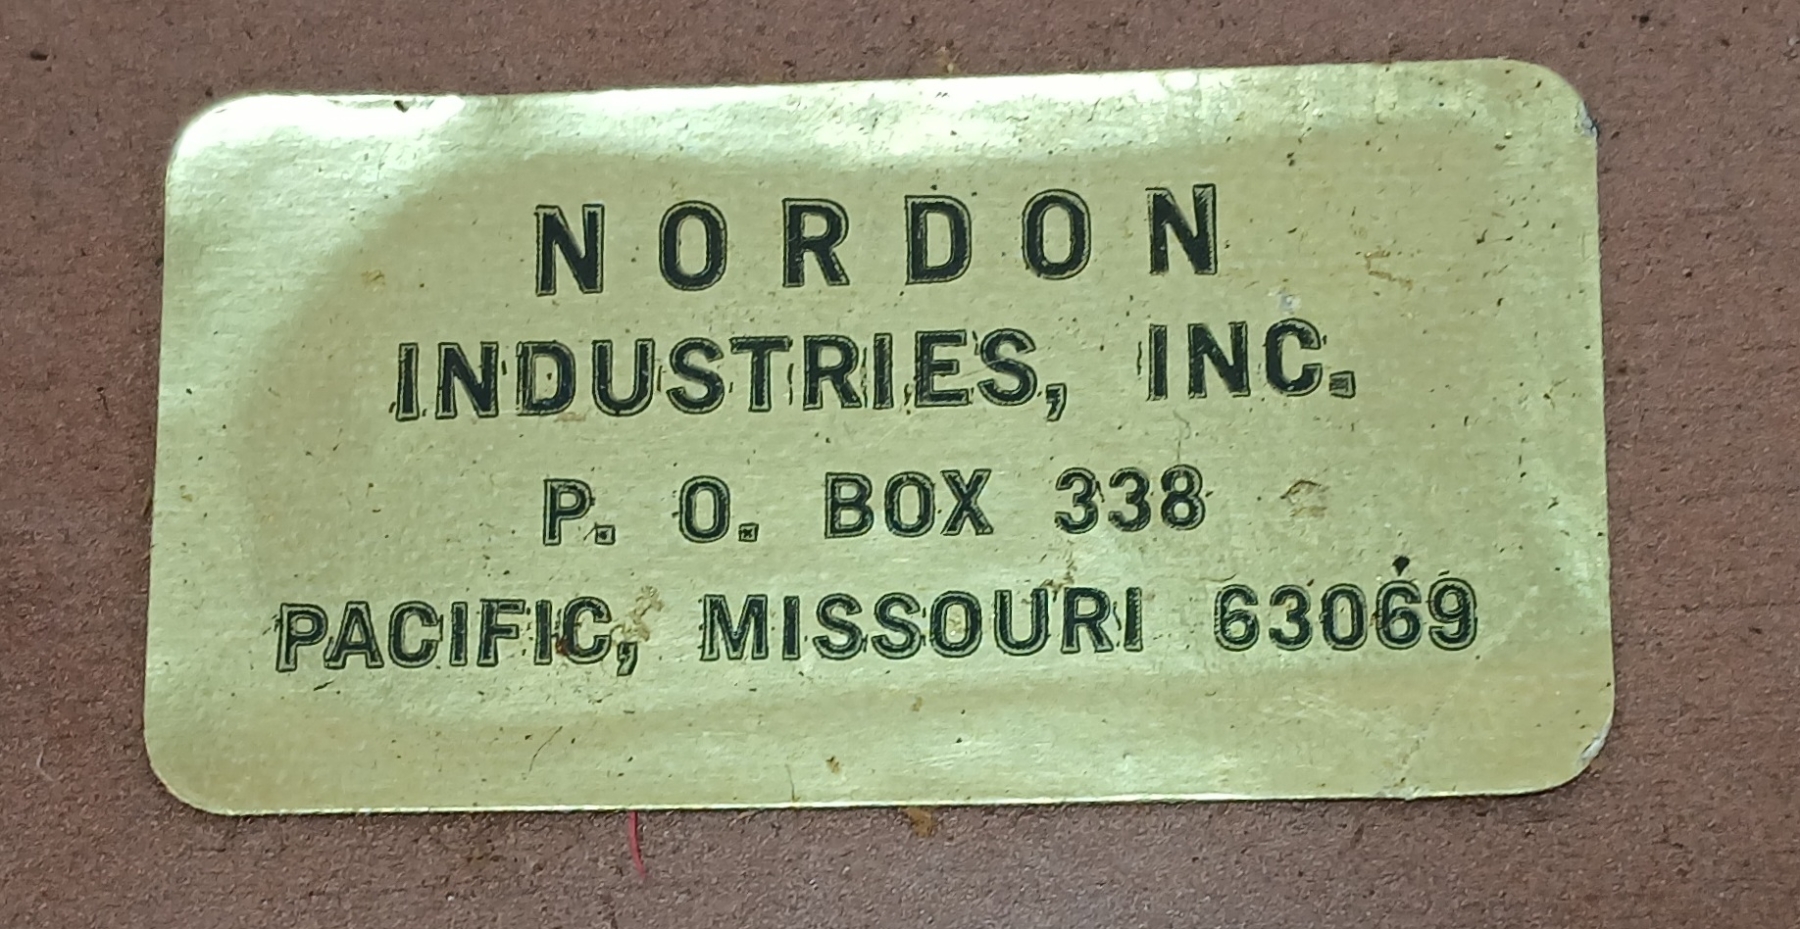 NORDON
INDUSTRIES, INC.
P. O. BOX 338
PACIFIC, MISSOURI 63069